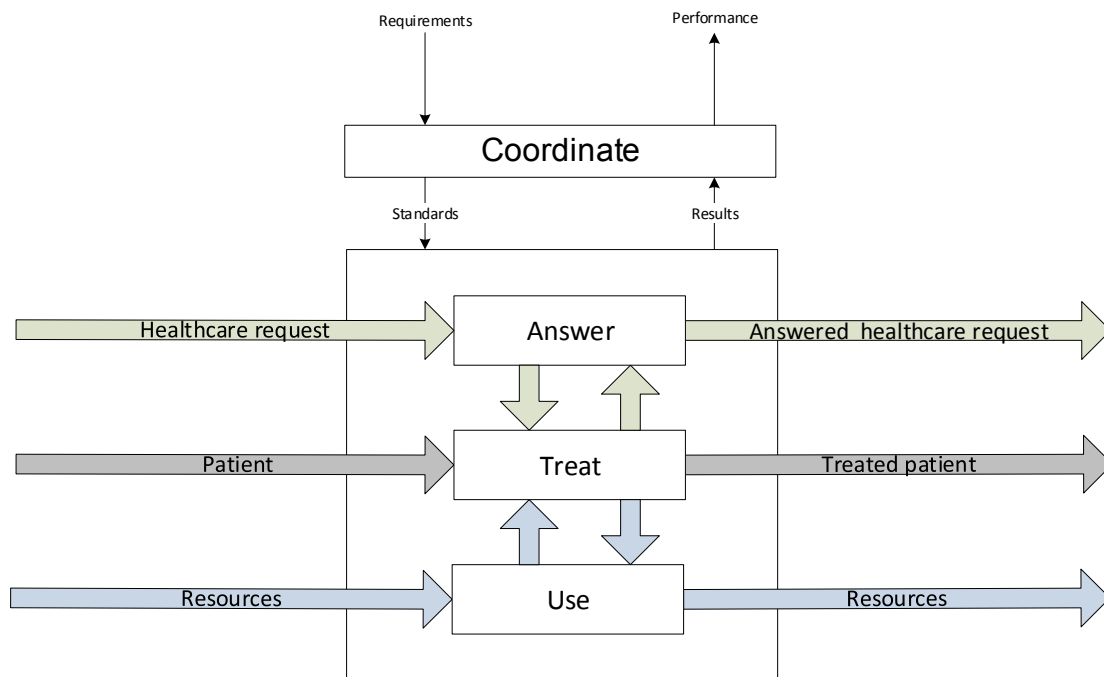 Requirements
Performance
Coordinate
Standards
Results
Healthcare request
Answer
Answered healthcare request
Patient
Treat
Treated patient
Resources
Use
Resources